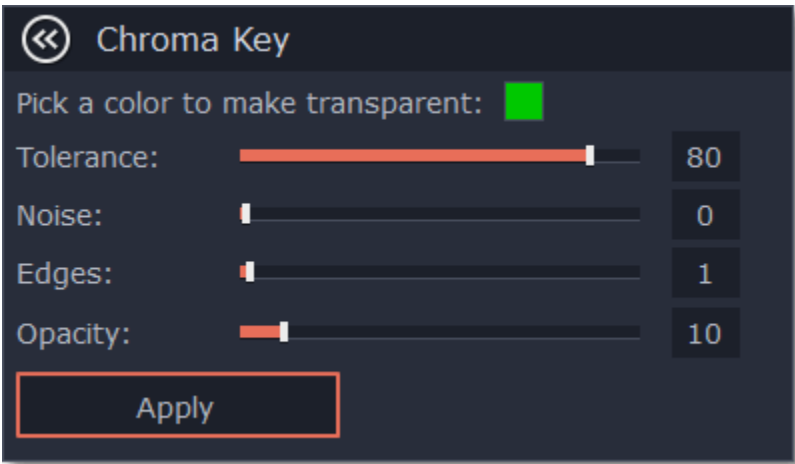 Chroma Key
Pick a color to make transparent:
Tolerance: 80
Noise: 0
Edges: 1
Opacity: 10
Apply